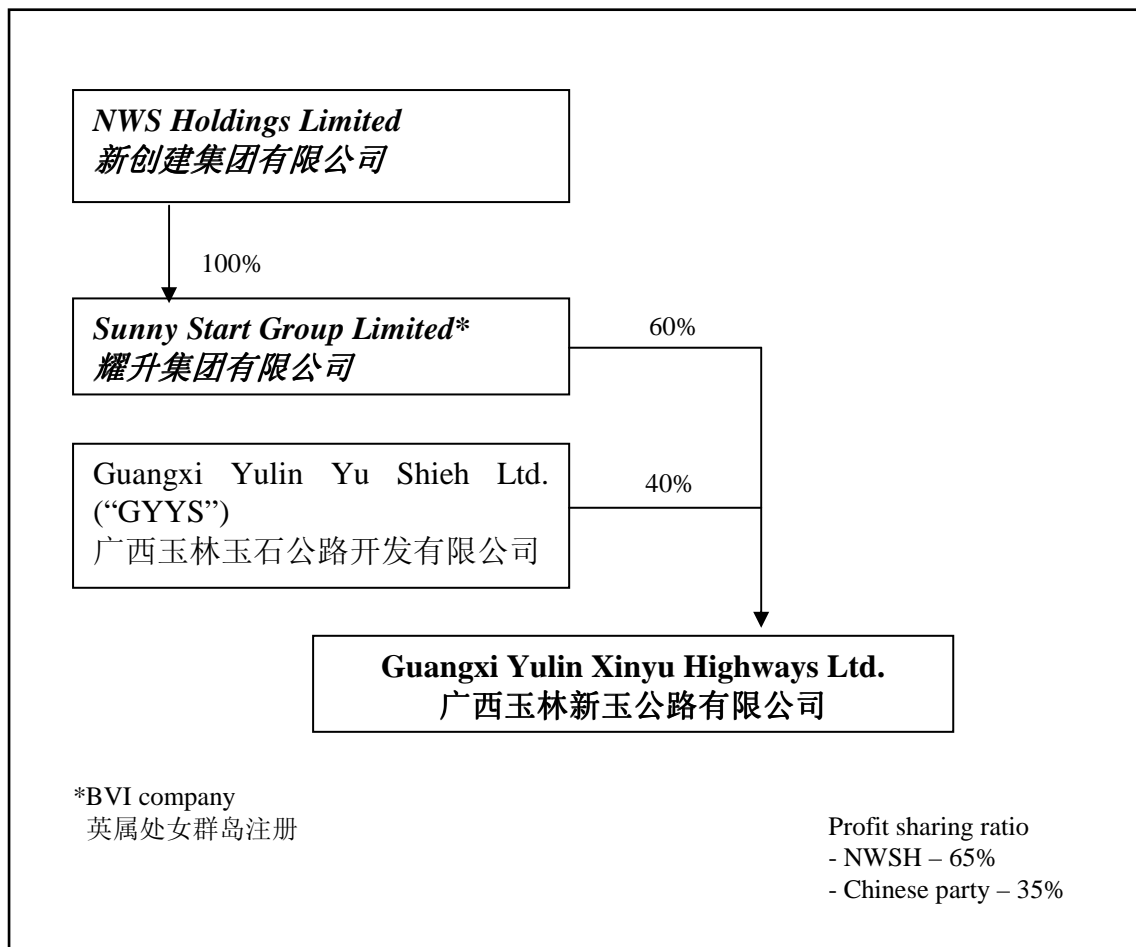 NWS Holdings Limited
新创建集团有限公司
100%
Sunny Start Group Limited*
耀升集团有限公司
60%
Guangxi Yulin Yu Shieh Ltd.
(“GYYS”)
广西玉林玉石公路开发有限公司
40%
Guangxi Yulin Xinyu Highways Ltd.
广西玉林新玉公路有限公司
*BVI company
英属处女群岛注册
Profit sharing ratio
- NWSH – 65%
- Chinese party – 35%